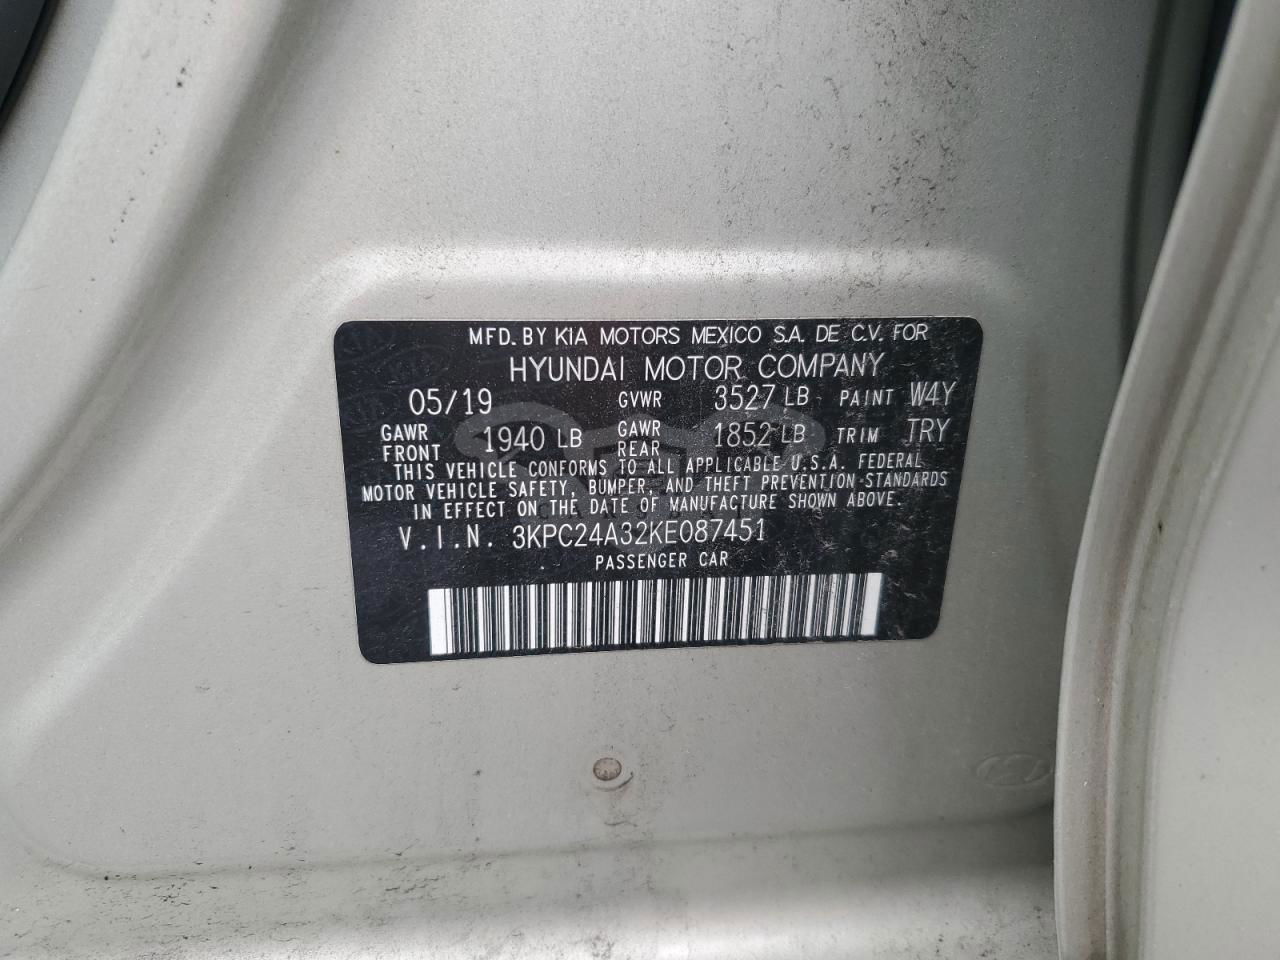 MFD. BY KIA MOTORS MEXICO S.A. DE C.V. FOR
HYUNDAI MOTOR COMPANY
05/19 GVWR 3527 LB PAINT W4Y
GAWR FRONT 1940 LB GAWR REAR 1852 LB TRIM TRY
THIS VEHICLE CONFORMS TO ALL APPLICABLE U.S.A. FEDERAL
MOTOR VEHICLE SAFETY, BUMPER, AND THEFT PREVENTION STANDARDS
IN EFFECT ON THE DATE OF MANUFACTURE SHOWN ABOVE.
V.I.N. 3KPC24A32KE087451
PASSENGER CAR